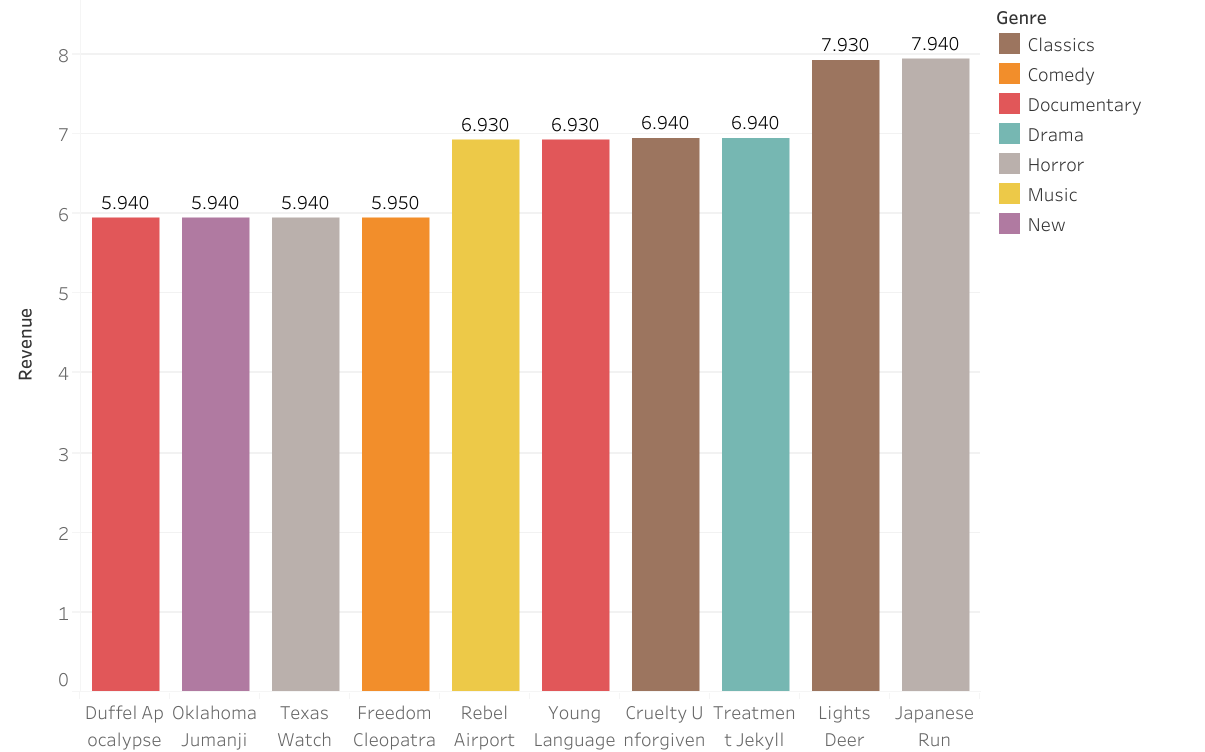 Genre
Classics
Comedy
Documentary
Drama
Horror
Music
New
Revenue
8
7
6
5
4
3
2
1
0
5.940
5.940
5.940
5.950
6.930
6.930
6.940
6.940
7.930
7.940
Duffel Ap
ocalypse
Oklahoma
Jumanji
Texas
Watch
Freedom
Cleopatra
Rebel
Airport
Young
Language
Cruelty U
nforgiven
Treatmen
t Jekyll
Lights
Deer
Japanese
Run